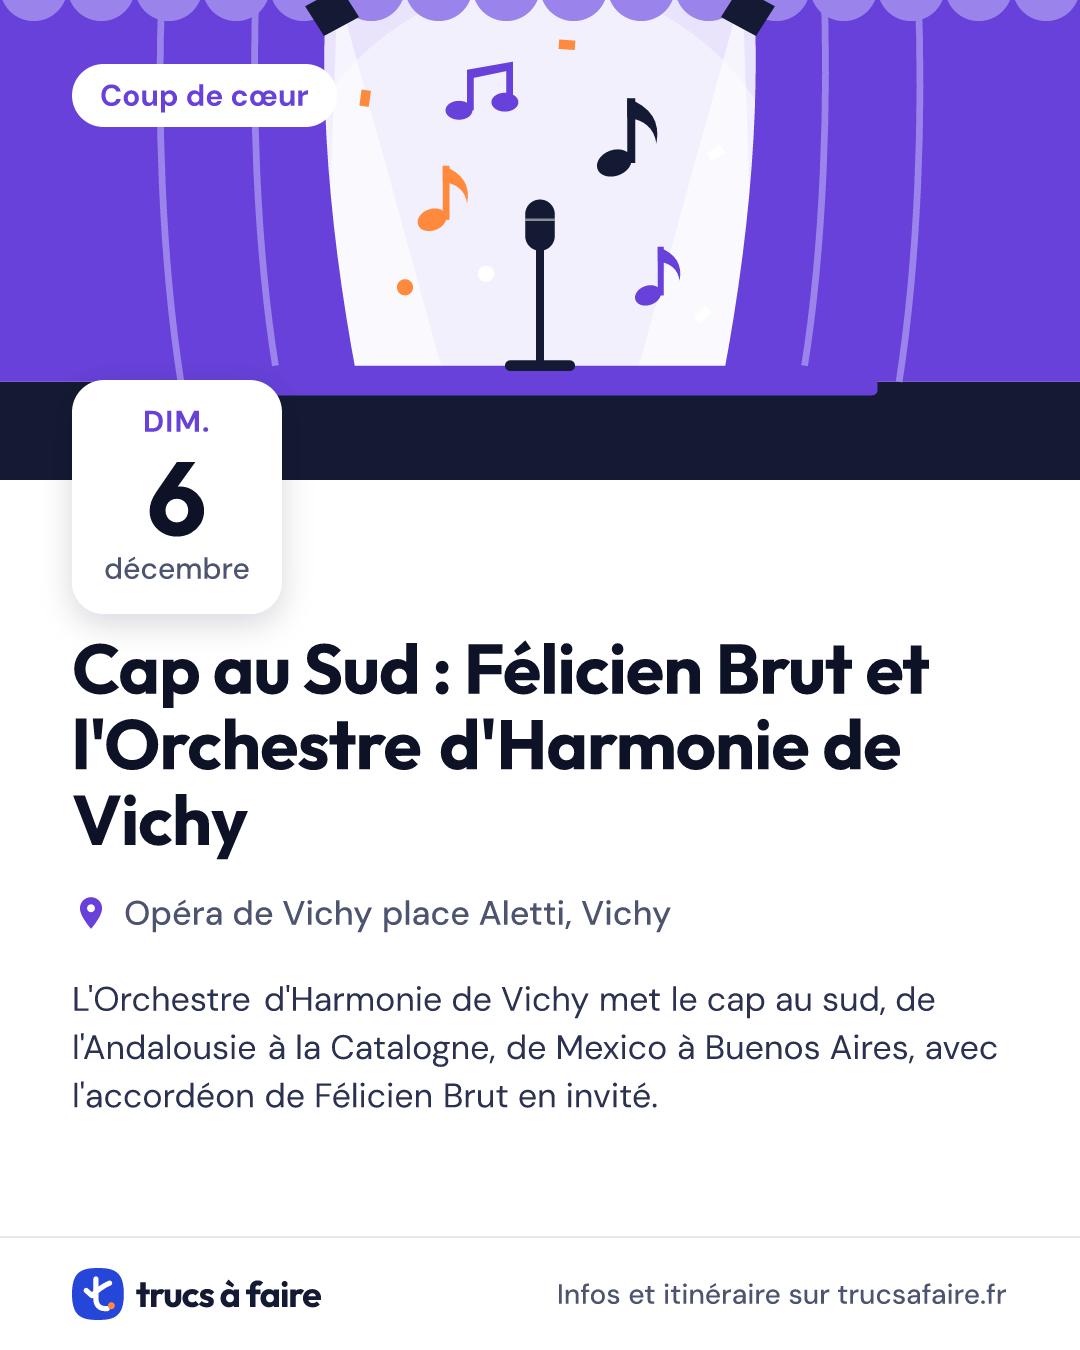 Coup de cœur
DIM.
6
décembre
Cap au Sud : Félicien Brut et
l'Orchestre d'Harmonie de
Vichy
Opéra de Vichy place Aletti, Vichy
L'Orchestre d'Harmonie de Vichy met le cap au sud, de
l'Andalousie à la Catalogne, de Mexico à Buenos Aires, avec
l'accordéon de Félicien Brut en invité.
trucs à faire
Infos et itinéraire sur trucsafaire.fr